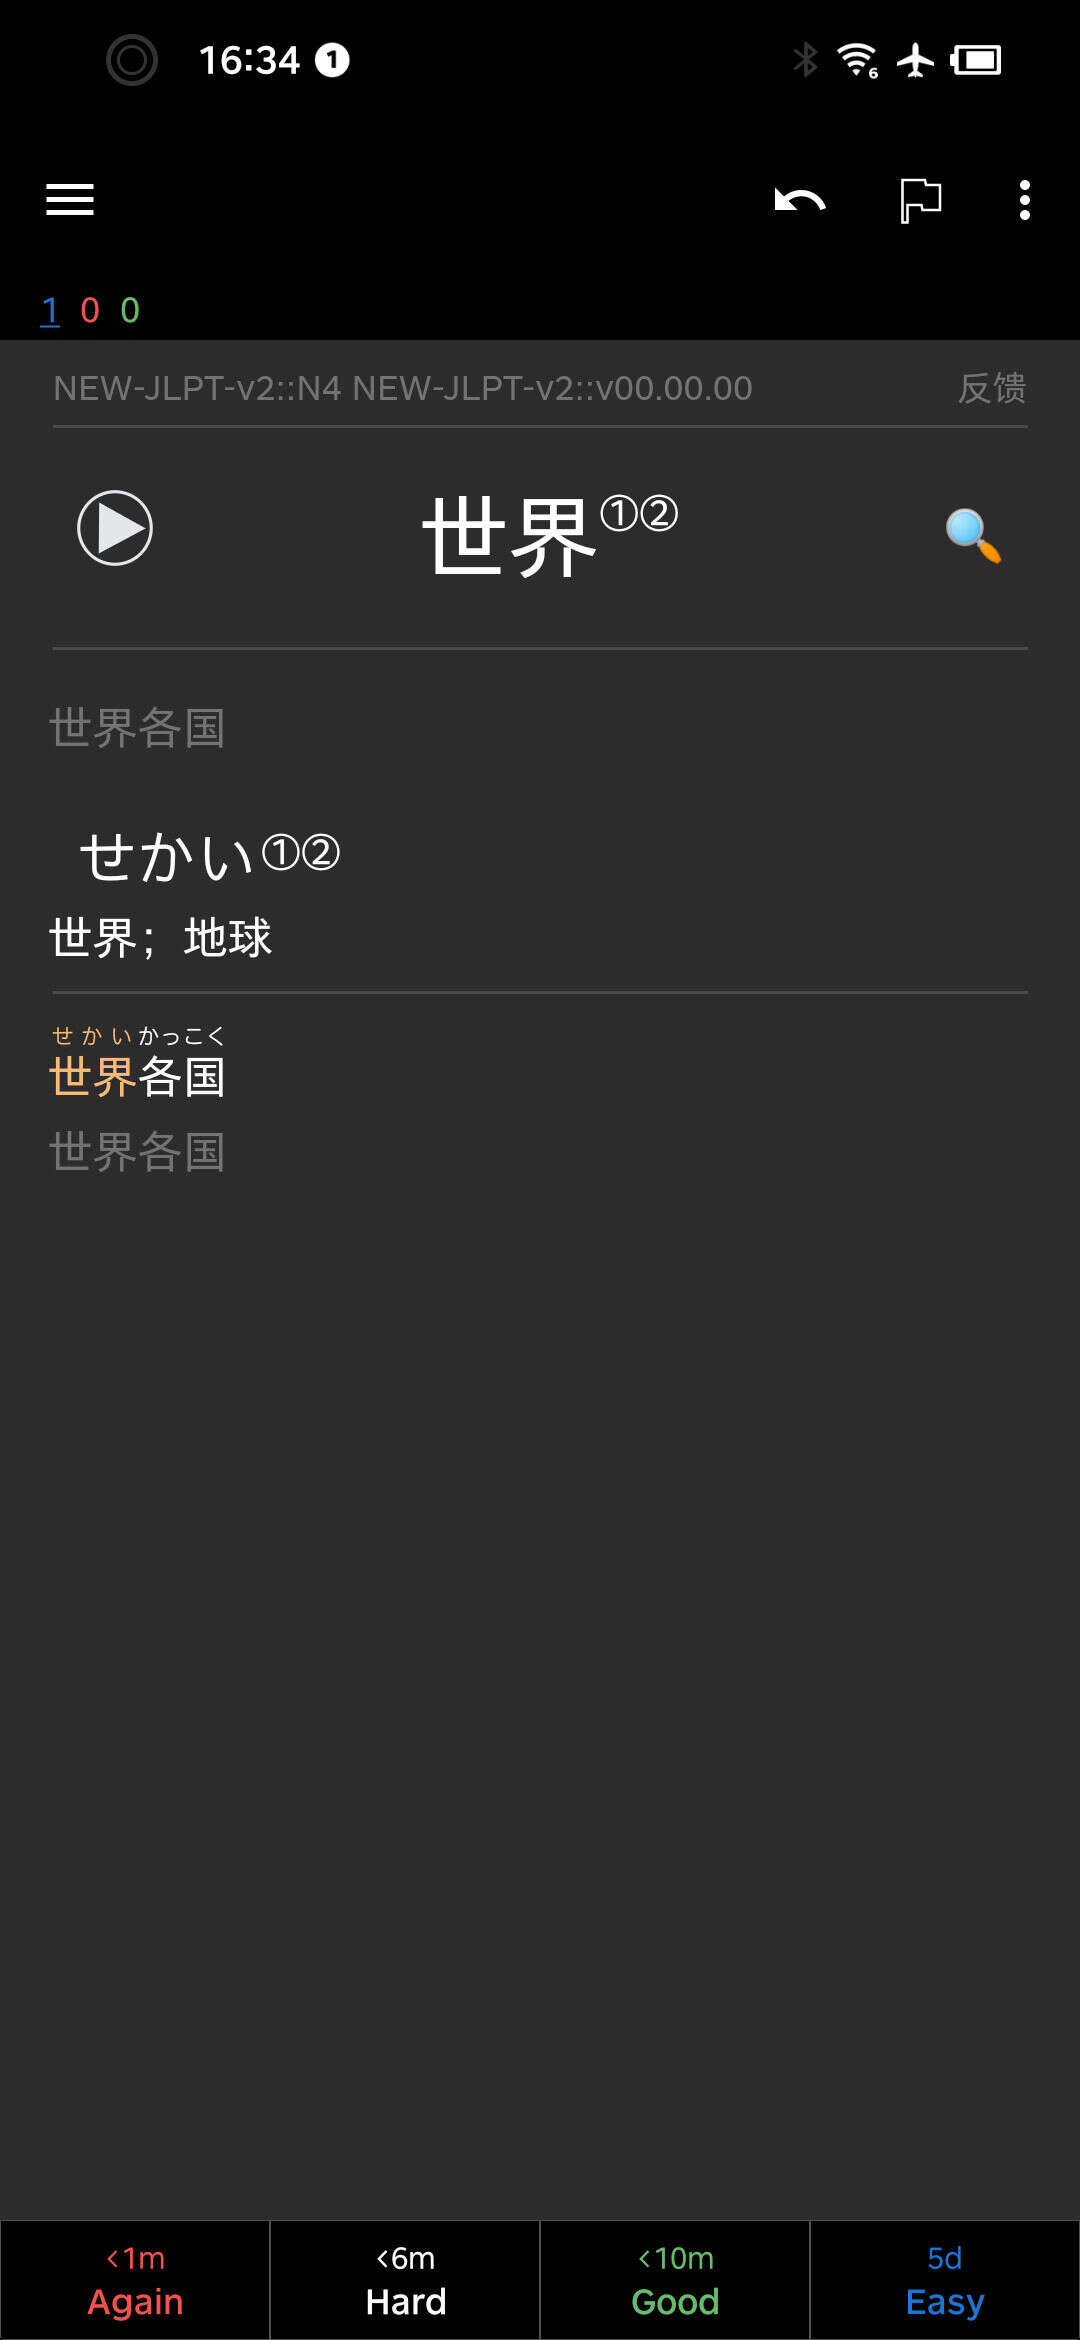 16:34 1
6
1 0 0
NEW-JLPT-v2::N4 NEW-JLPT-v2::v00.00.00 反馈
世界①②
世界各国
せかい①②
世界；地球
せかいかっこく
世界各国
世界各国
<1m <6m <10m 5d
Again Hard Good Easy